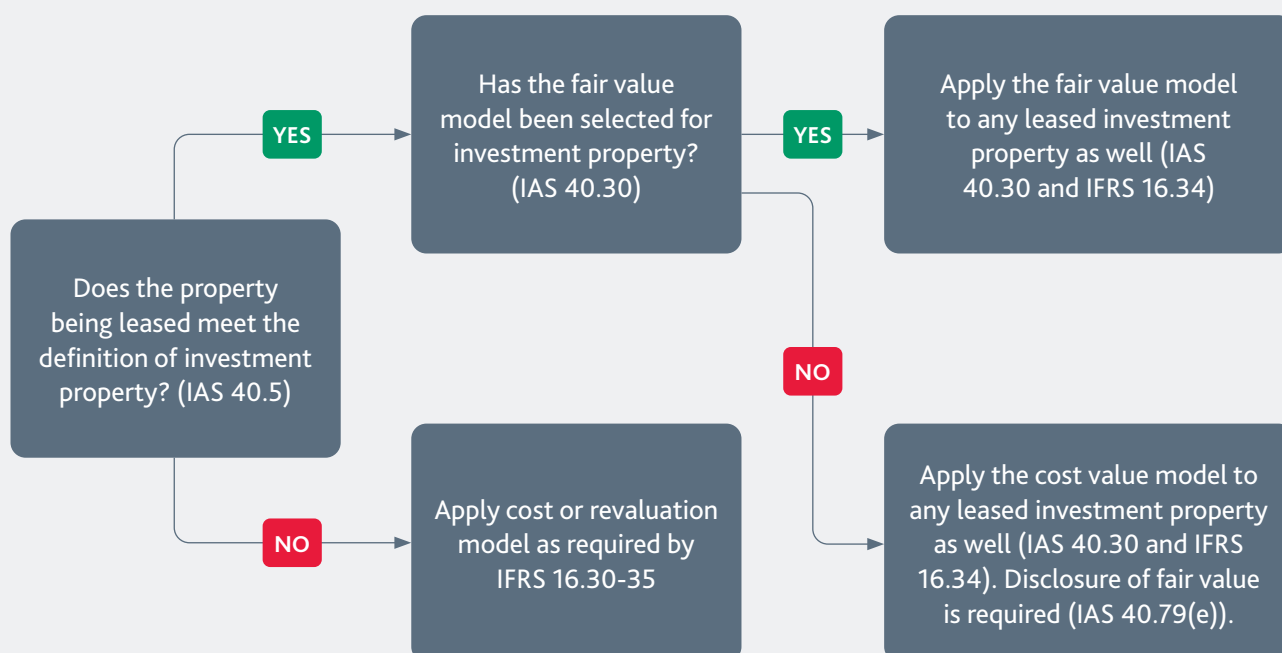 Does the property
being leased meet the
definition of investment
property? (IAS 40.5)
YES
Has the fair value
model been selected for
investment property?
(IAS 40.30)
YES
Apply the fair value model
to any leased investment
property as well (IAS
40.30 and IFRS 16.34)
NO
Apply the cost value model to
any leased investment property
as well (IAS 40.30 and IFRS
16.34). Disclosure of fair value
is required (IAS 40.79(e)).
NO
Apply cost or revaluation
model as required by
IFRS 16.30-35